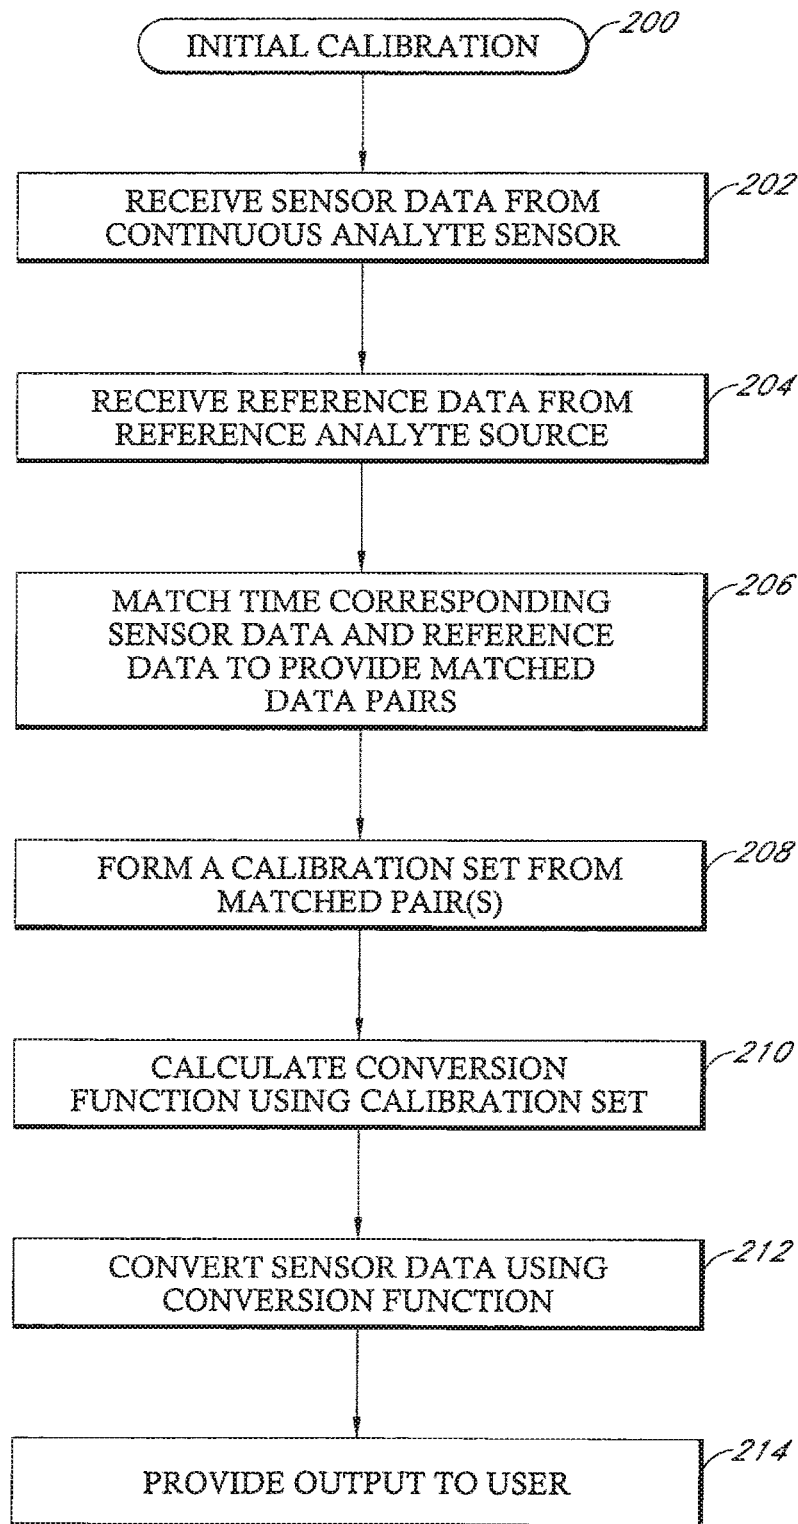 INITIAL CALIBRATION
200
RECEIVE SENSOR DATA FROM
CONTINUOUS ANALYTE SENSOR
202
RECEIVE REFERENCE DATA FROM
REFERENCE ANALYTE SOURCE
204
MATCH TIME CORRESPONDING
SENSOR DATA AND REFERENCE
DATA TO PROVIDE MATCHED
DATA PAIRS
206
FORM A CALIBRATION SET FROM
MATCHED PAIR(S)
208
CALCULATE CONVERSION
FUNCTION USING CALIBRATION SET
210
CONVERT SENSOR DATA USING
CONVERSION FUNCTION
212
PROVIDE OUTPUT TO USER
214